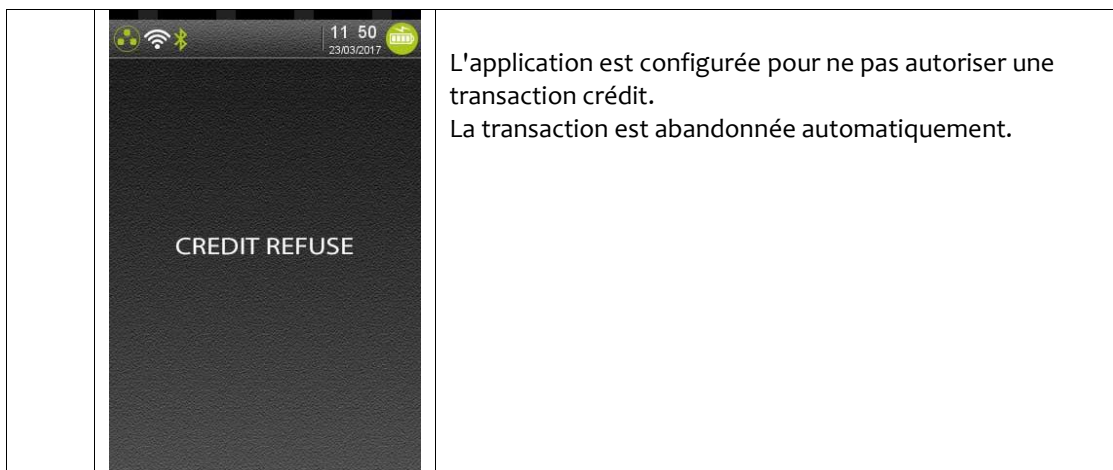 11 50
23/03/2017
CREDIT REFUSE
L'application est configurée pour ne pas autoriser une
transaction crédit.
La transaction est abandonnée automatiquement.